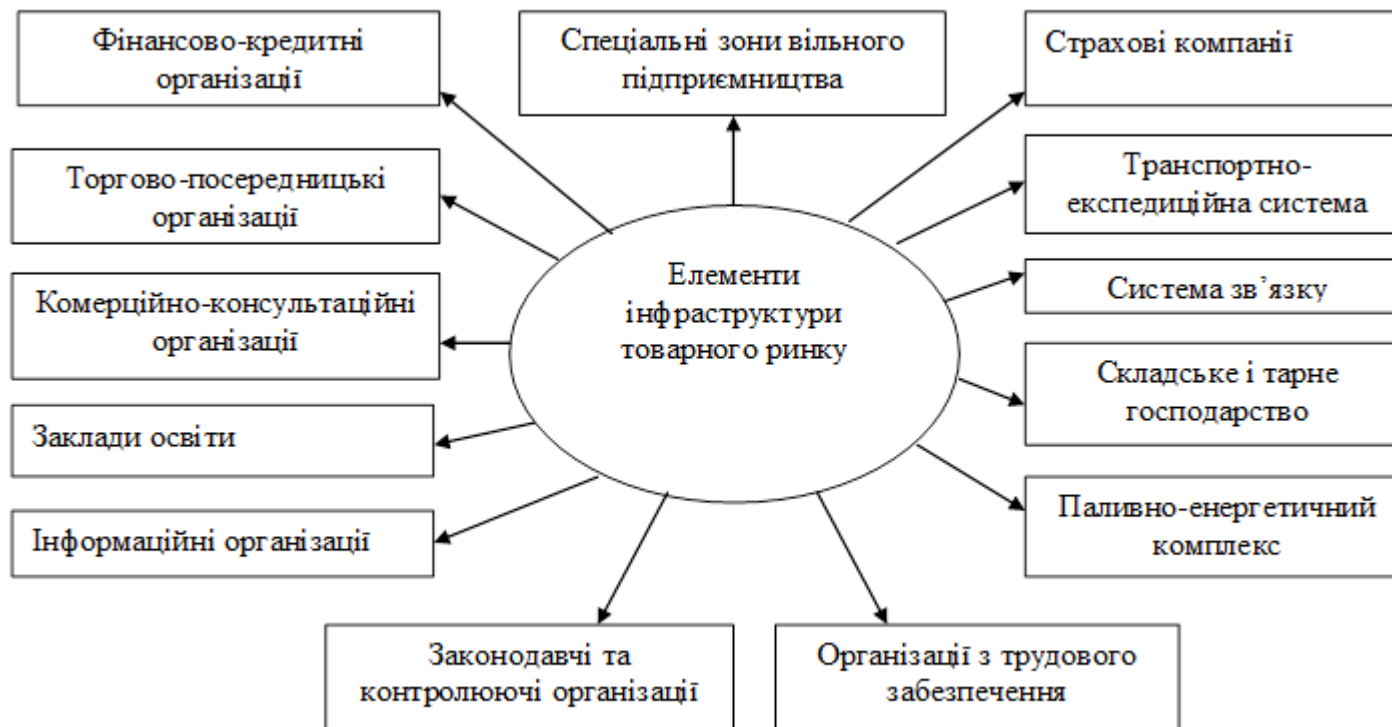 Фінансово-кредитні
організації
Спеціальні зони вільного
підприємництва
Страхові компанії
Торгово-посередницькі
організації
Транспортно-
експедиційна система
Елементи
інфраструктури
товарного ринку
Комерційно-консультаційні
організації
Система зв’язку
Складське і тарне
господарство
Заклади освіти
Інформаційні організації
Паливно-енергетичний
комплекс
Законодавчі та
контролюючі організації
Організації з трудового
забезпечення